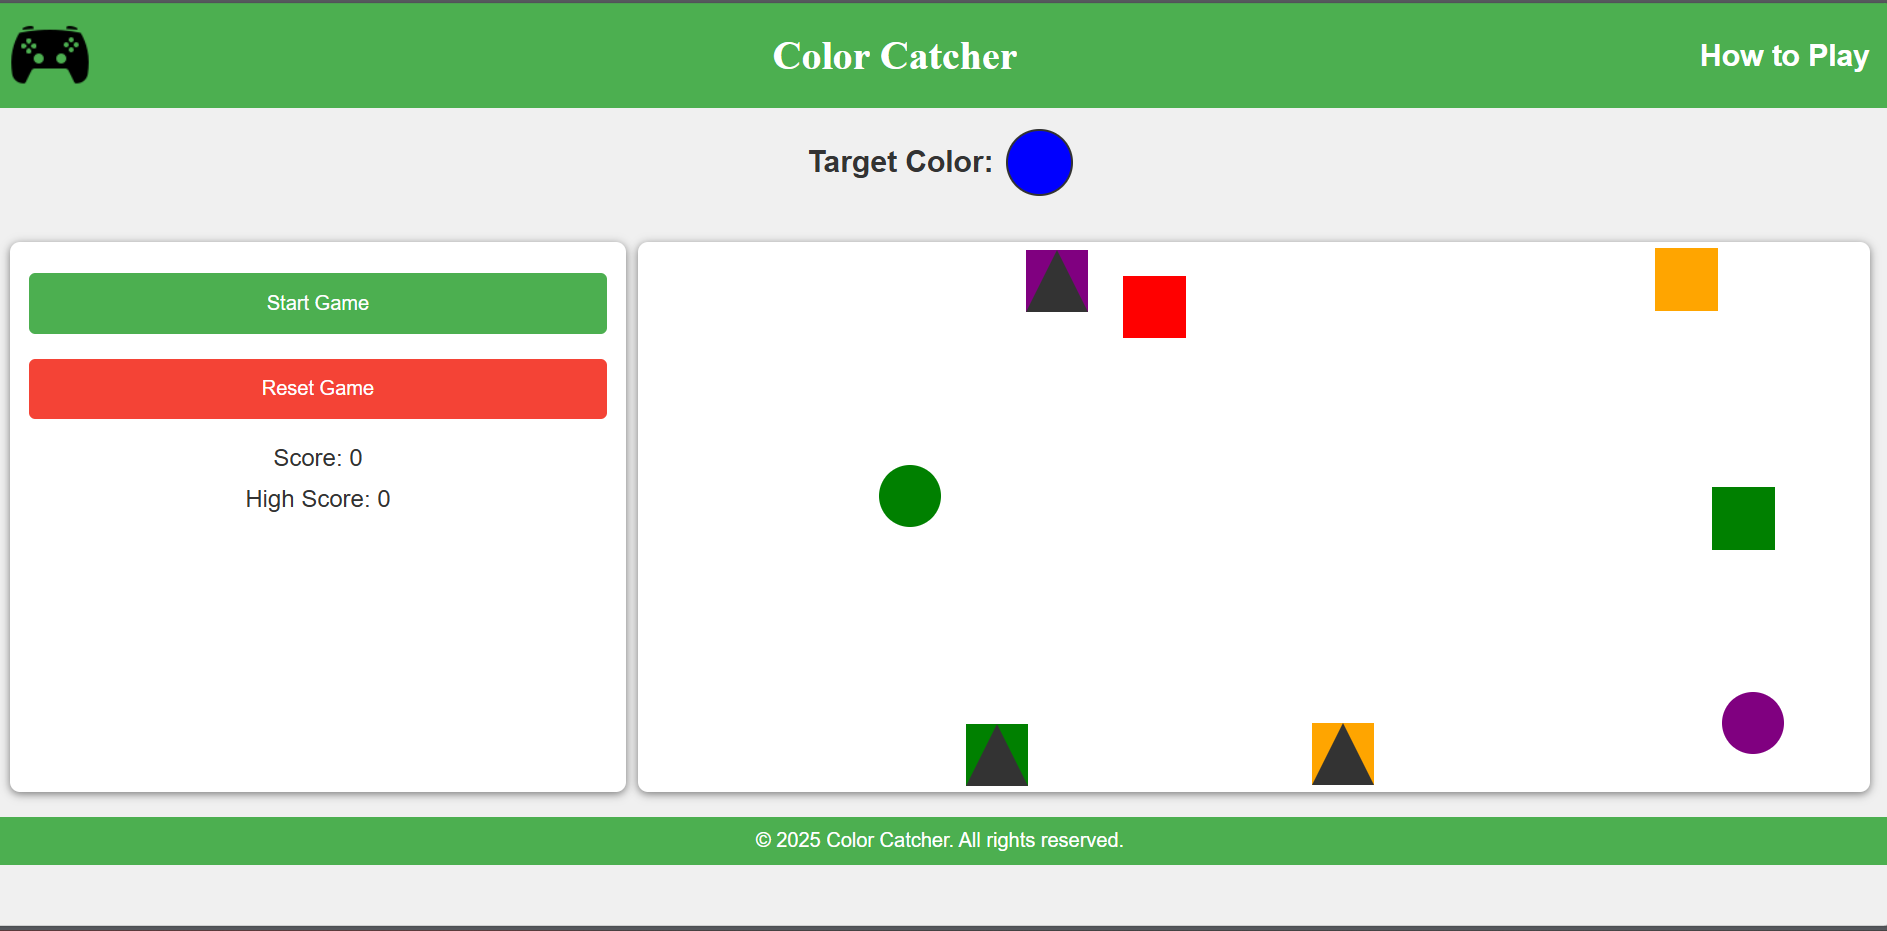 Color Catcher
How to Play
Target Color:
Start Game
Reset Game
Score: 0
High Score: 0
© 2025 Color Catcher. All rights reserved.